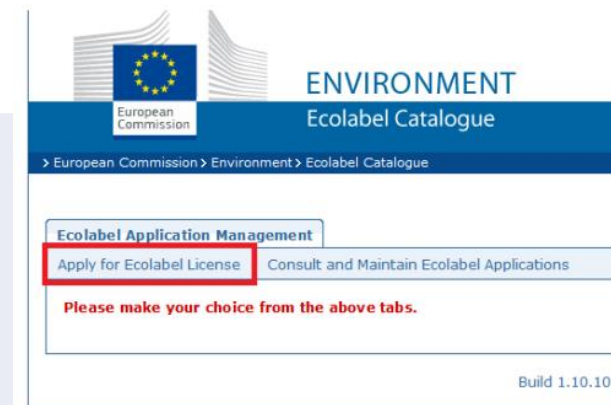 ENVIRONMENT
European
Commission
Ecolabel Catalogue
> European Commission > Environment > Ecolabel Catalogue
Ecolabel Application Management
Apply for Ecolabel License Consult and Maintain Ecolabel Applications
Please make your choice from the above tabs.
Build 1.10.10